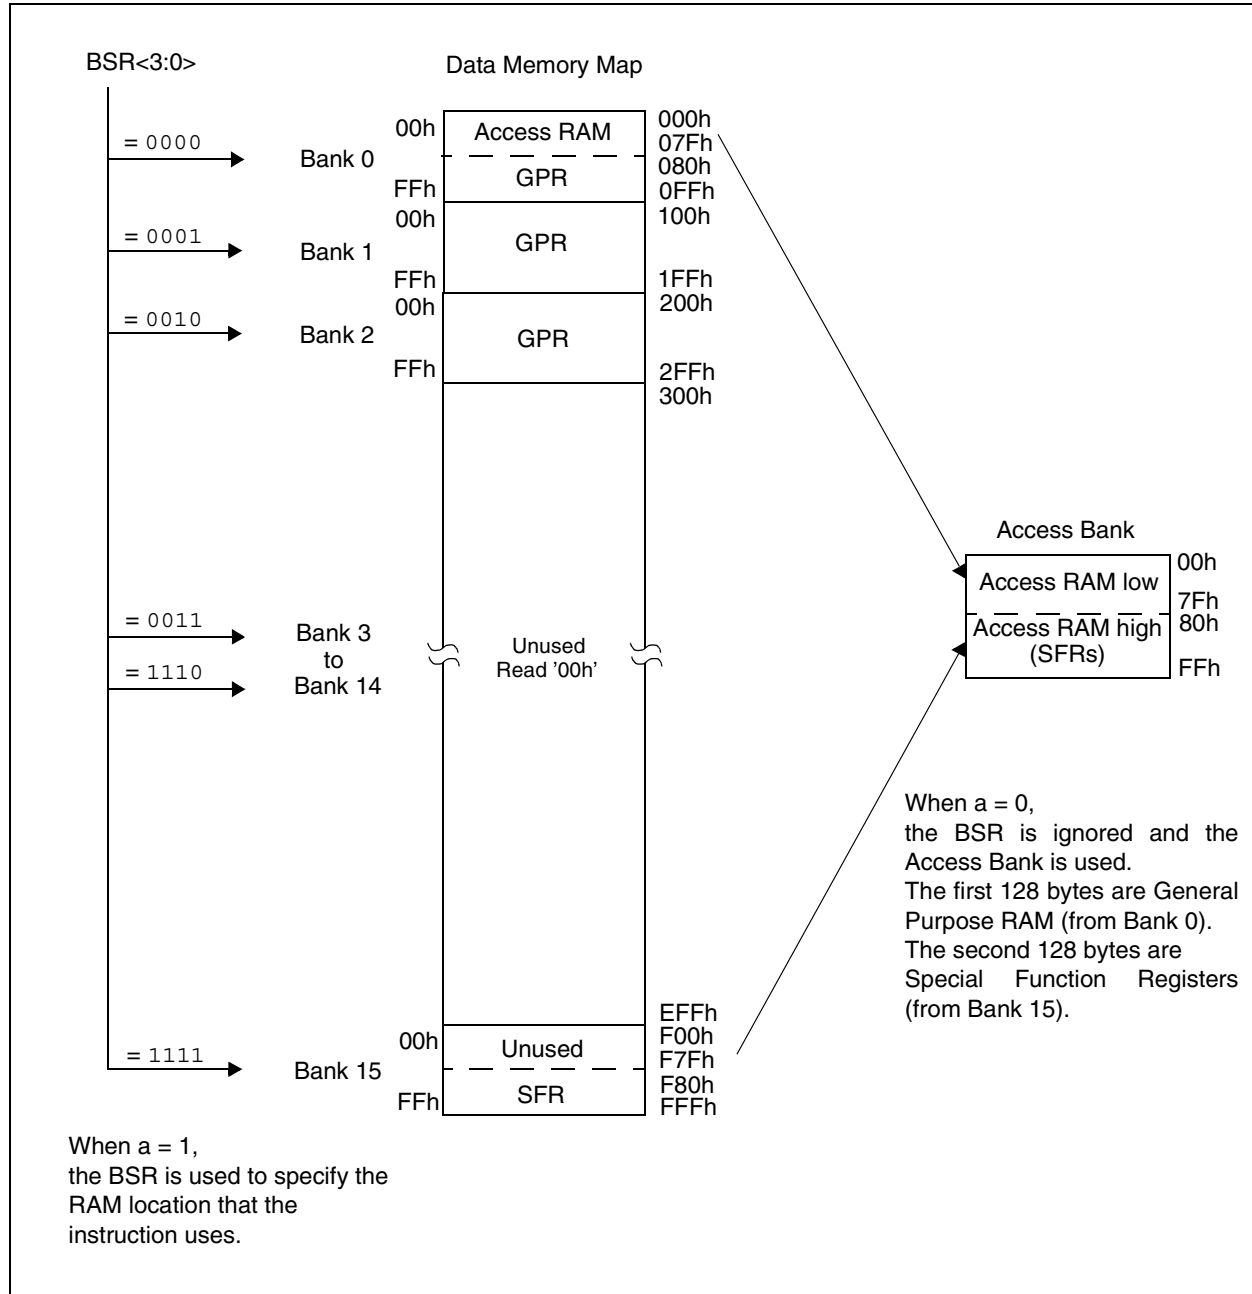 BSR<3:0>
Data Memory Map
= 0000
Bank 0
00h
Access RAM
000h
07Fh
FFh
GPR
080h
0FFh
= 0001
Bank 1
00h
GPR
100h
FFh
1FFh
= 0010
Bank 2
00h
GPR
200h
FFh
2FFh
300h
= 0011
Bank 3
to
= 1110
Bank 14
Unused
Read '00h'
= 1111
Bank 15
00h
Unused
EFFh
F00h
F7Fh
FFh
SFR
F80h
FFFh
Access Bank
Access RAM low
00h
7Fh
Access RAM high
(SFRs)
80h
FFh
When a = 0,
the BSR is ignored and the
Access Bank is used.
The first 128 bytes are General
Purpose RAM (from Bank 0).
The second 128 bytes are
Special Function Registers
(from Bank 15).
When a = 1,
the BSR is used to specify the
RAM location that the
instruction uses.